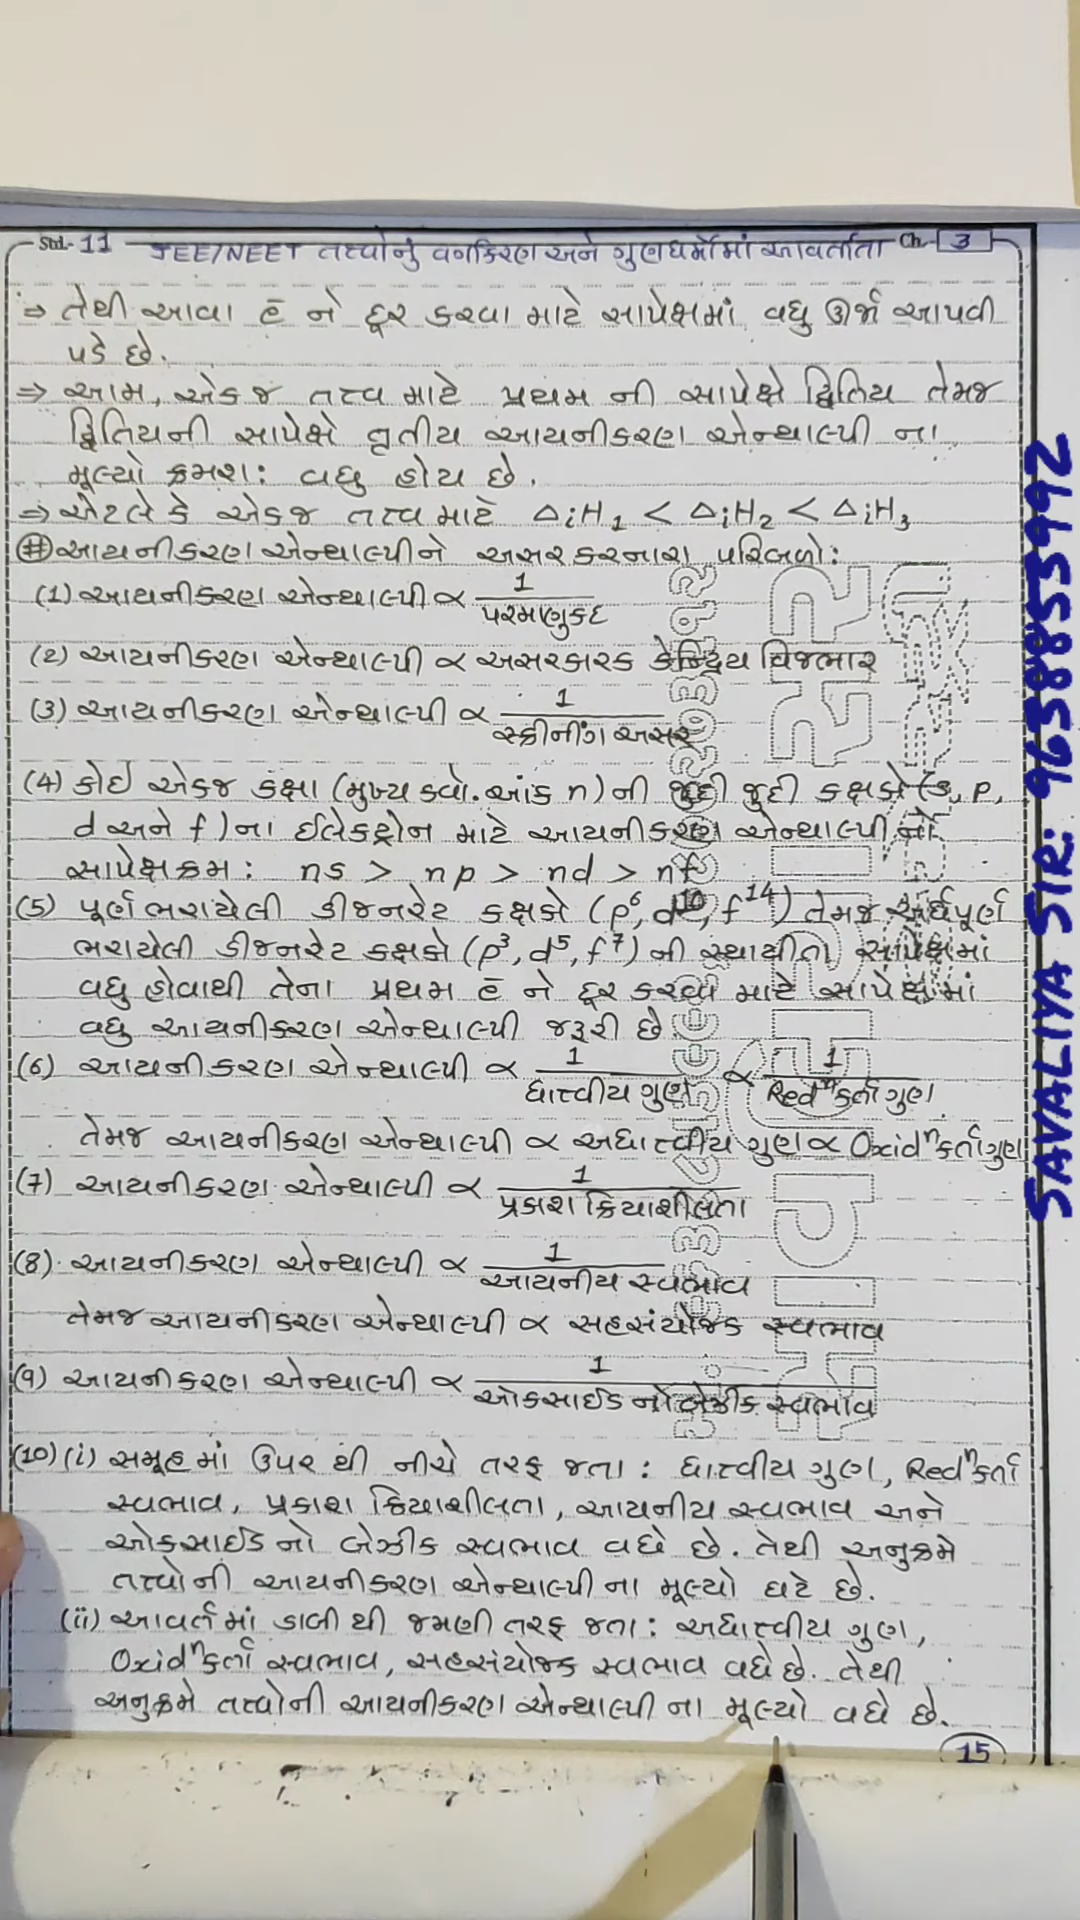 Std.- 11 JEE/NEET તત્ત્વોનું વર્ગીકરણ અને ગુણધર્મોમાં આવર્તતા Ch.- 3
⇒ તેથી આવા ē ને દૂર કરવા માટે સાપેક્ષમાં વધુ ઊર્જા આપવી
પડે છે.
⇒ આમ, એક જ તત્ત્વ માટે પ્રથમ ની સાપેક્ષે દ્વિતિય તેમજ
દ્વિતિયની સાપેક્ષે તૃતીય આયનીકરણ એન્થાલ્પી ના
મૂલ્યો ક્રમશઃ વધુ હોય છે.
⇒ એટલે કે એકજ તત્ત્વ માટે ΔiH1 < ΔiH2 < ΔiH3
# આયનીકરણ એન્થાલ્પીને અસરકરનારા પરિબળો:
(1) આયનીકરણ એન્થાલ્પી ∝ 1/પરમાણુકદ
(2) આયનીકરણ એન્થાલ્પી ∝ અસરકારક કેન્દ્રિય વિજભાર
(3) આયનીકરણ એન્થાલ્પી ∝ 1/સ્ક્રીનીંગ અસર
(4) કોઈ એકજ કક્ષા (મુખ્ય ક્વો. આંક n) ની જુદી જુદી કક્ષકો (s, p,
d અને f) ના ઈલેક્ટ્રોન માટે આયનીકરણ એન્થાલ્પી નો
સાપેક્ષ ક્રમ: ns > np > nd > nf
(5) પૂર્ણ ભરાયેલી ડીજનરેટ કક્ષકો (p⁶, d¹⁰, f¹⁴) તેમજ અર્ધપૂર્ણ
ભરાયેલી ડીજનરેટ કક્ષકો (p³, d⁵, f⁷) ની સ્થાયીતા સાપેક્ષમાં
વધુ હોવાથી તેના પ્રથમ ē ને દૂર કરવા માટે સાપેક્ષમાં
વધુ આયનીકરણ એન્થાલ્પી જરૂરી છે.
(6) આયનીકરણ એન્થાલ્પી ∝ 1/ધાત્ત્વીય ગુણ ∝ 1/Redⁿકર્તા ગુણ
તેમજ આયનીકરણ એન્થાલ્પી ∝ અધાત્ત્વીય ગુણ ∝ Oxidⁿકર્તા ગુણ
(7) આયનીકરણ એન્થાલ્પી ∝ 1/પ્રકાશ ક્રિયાશીલતા
(8) આયનીકરણ એન્થાલ્પી ∝ 1/આયનીય સ્વભાવ
તેમજ આયનીકરણ એન્થાલ્પી ∝ સહસંયોજક સ્વભાવ
(9) આયનીકરણ એન્થાલ્પી ∝ 1/ઓક્સાઈડ નો બેઝીક સ્વભાવ
(10) (i) સમૂહ માં ઉપર થી નીચે તરફ જતા: ધાત્ત્વીય ગુણ, Redⁿકર્તા
સ્વભાવ, પ્રકાશ ક્રિયાશીલતા, આયનીય સ્વભાવ અને
ઓક્સાઈડ નો બેઝીક સ્વભાવ વધે છે. તેથી અનુક્રમે
તત્ત્વોની આયનીકરણ એન્થાલ્પી ના મૂલ્યો ઘટે છે.
(ii) આવર્ત માં ડાબી થી જમણી તરફ જતા: અધાત્ત્વીય ગુણ,
Oxidⁿકર્તા સ્વભાવ, સહસંયોજક સ્વભાવ વધે છે. તેથી
અનુક્રમે તત્ત્વોની આયનીકરણ એન્થાલ્પી ના મૂલ્યો વધે છે.
15
SAVALIYA SIR: 9638855992